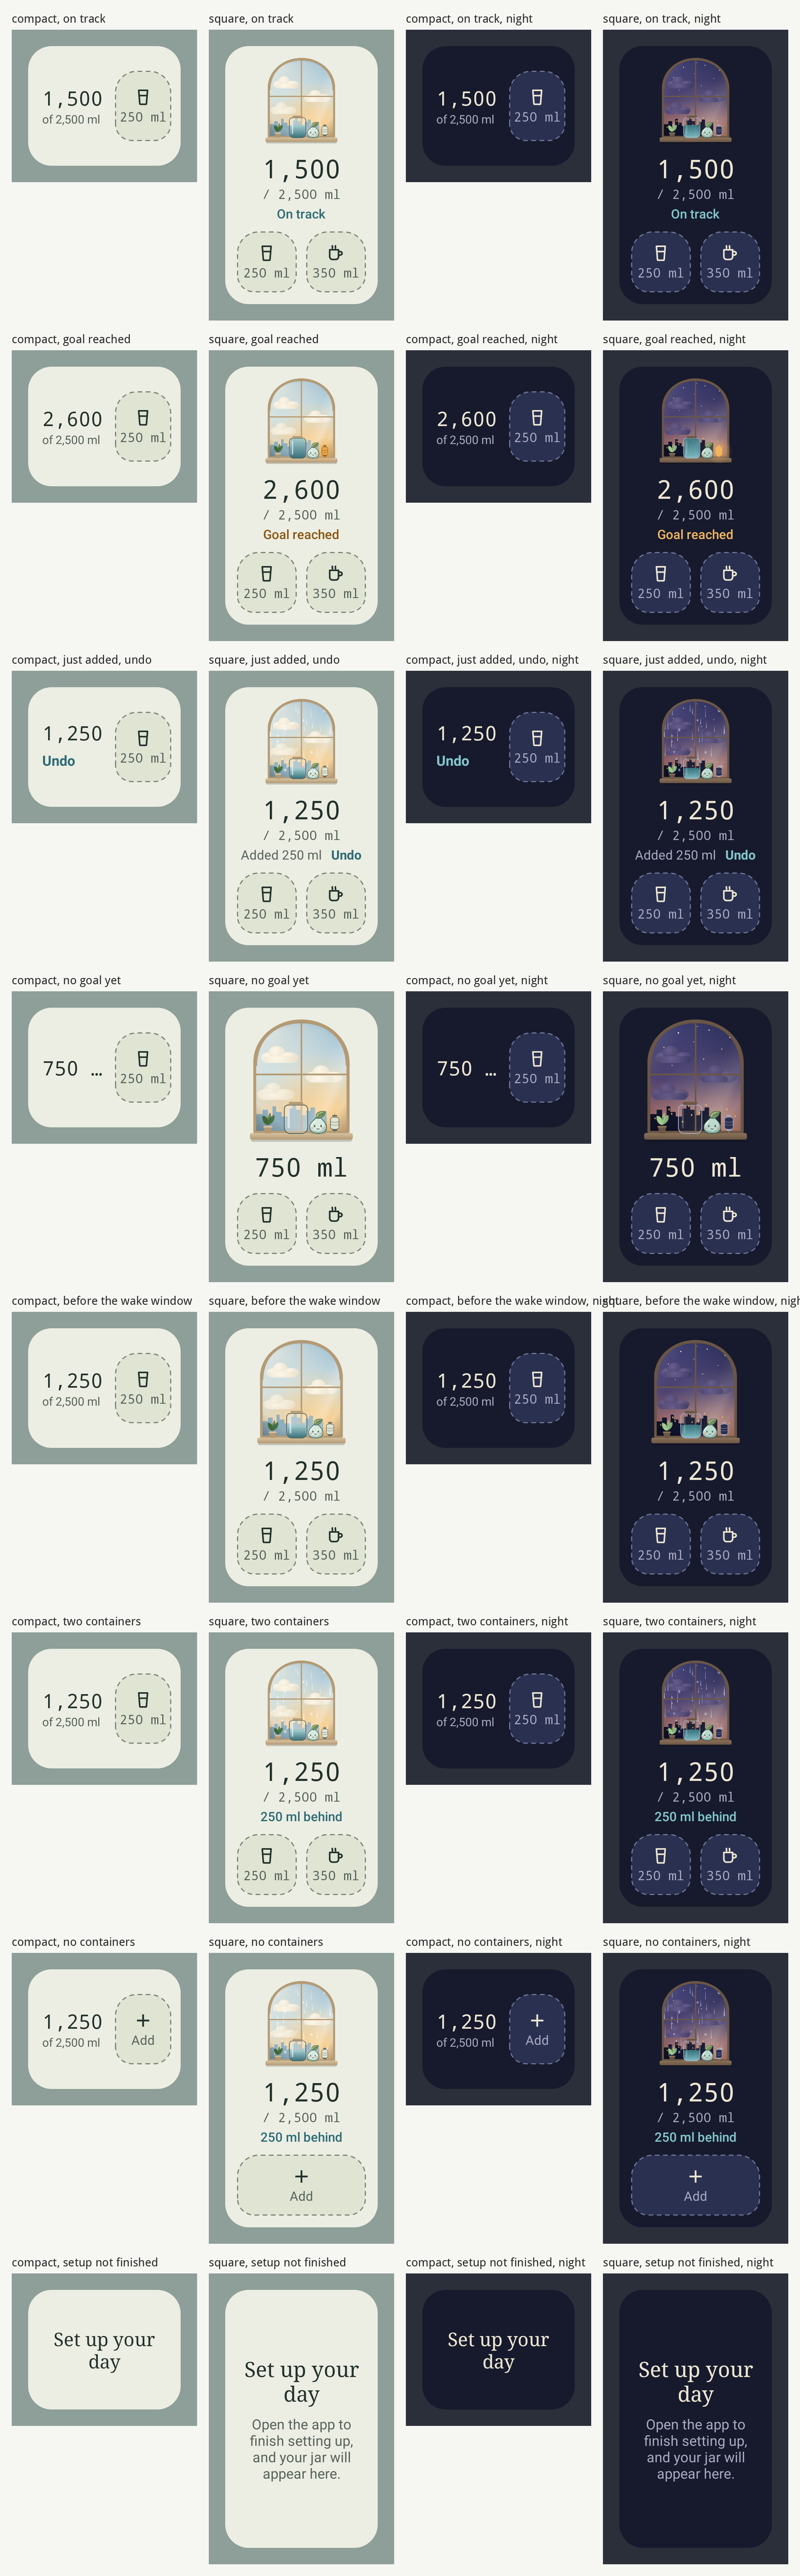 compact, on track
square, on track
compact, on track, night
square, on track, night
1,500
of 2,500 ml
250 ml
1,500
/ 2,500 ml
On track
250 ml
350 ml
1,500
of 2,500 ml
250 ml
1,500
/ 2,500 ml
On track
250 ml
350 ml
compact, goal reached
square, goal reached
compact, goal reached, night
square, goal reached, night
2,600
of 2,500 ml
250 ml
2,600
/ 2,500 ml
Goal reached
250 ml
350 ml
2,600
of 2,500 ml
250 ml
2,600
/ 2,500 ml
Goal reached
250 ml
350 ml
compact, just added, undo
square, just added, undo
compact, just added, undo, night
square, just added, undo, night
1,250
Undo
250 ml
1,250
/ 2,500 ml
Added 250 ml Undo
250 ml
350 ml
1,250
Undo
250 ml
1,250
/ 2,500 ml
Added 250 ml Undo
250 ml
350 ml
compact, no goal yet
square, no goal yet
compact, no goal yet, night
square, no goal yet, night
750 …
250 ml
750 ml
250 ml
350 ml
750 …
250 ml
750 ml
250 ml
350 ml
compact, before the wake window
square, before the wake window
compact, before the wake window, night
square, before the wake window, nigh
1,250
of 2,500 ml
250 ml
1,250
/ 2,500 ml
250 ml
350 ml
1,250
of 2,500 ml
250 ml
1,250
/ 2,500 ml
250 ml
350 ml
compact, two containers
square, two containers
compact, two containers, night
square, two containers, night
1,250
of 2,500 ml
250 ml
1,250
/ 2,500 ml
250 ml behind
250 ml
350 ml
1,250
of 2,500 ml
250 ml
1,250
/ 2,500 ml
250 ml behind
250 ml
350 ml
compact, no containers
square, no containers
compact, no containers, night
square, no containers, night
1,250
of 2,500 ml
Add
1,250
/ 2,500 ml
250 ml behind
Add
1,250
of 2,500 ml
Add
1,250
/ 2,500 ml
250 ml behind
Add
compact, setup not finished
square, setup not finished
compact, setup not finished, night
square, setup not finished, night
Set up your
day
Set up your
day
Open the app to
finish setting up,
and your jar will
appear here.
Set up your
day
Set up your
day
Open the app to
finish setting up,
and your jar will
appear here.